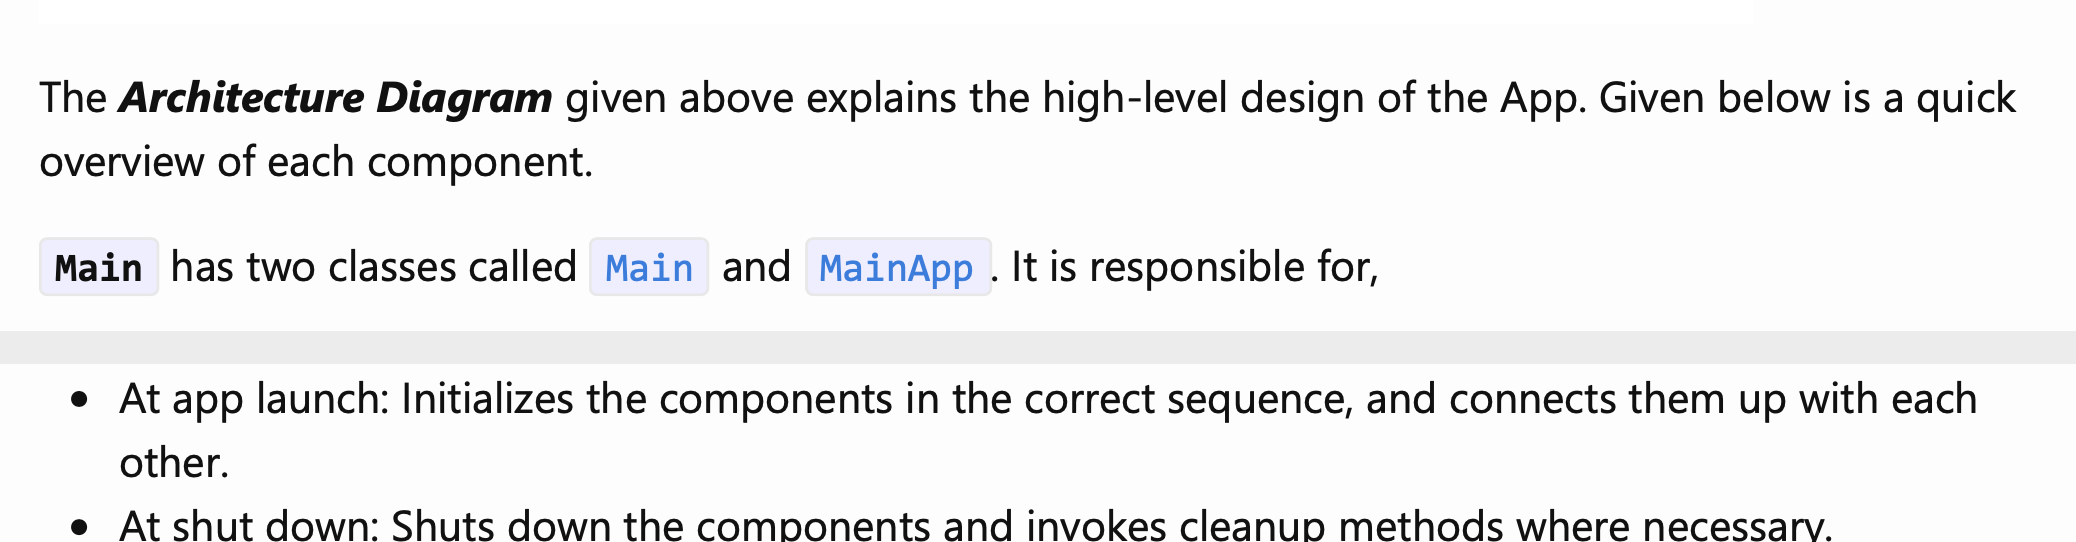 The Architecture Diagram given above explains the high-level design of the App. Given below is a quick
overview of each component.
Main has two classes called Main and MainApp. It is responsible for,
• At app launch: Initializes the components in the correct sequence, and connects them up with each
other.
• At shut down: Shuts down the components and invokes cleanup methods where necessary.